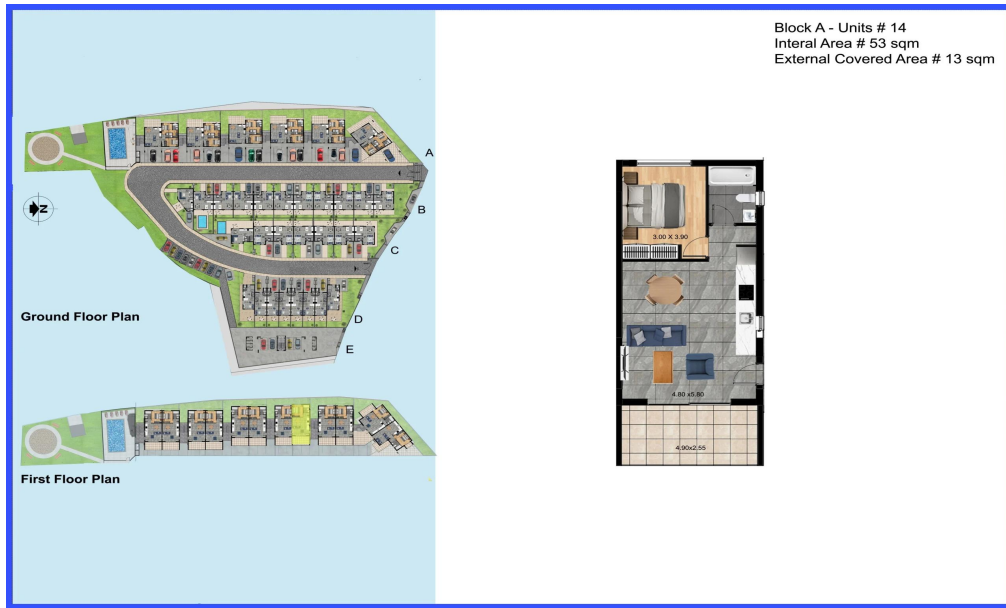 Block A - Units # 14
Interal Area # 53 sqm
External Covered Area # 13 sqm
A
B
C
D
E
N
Ground Floor Plan
First Floor Plan
3.00 X 3.90
4.80 x5.80
4.90x2.55